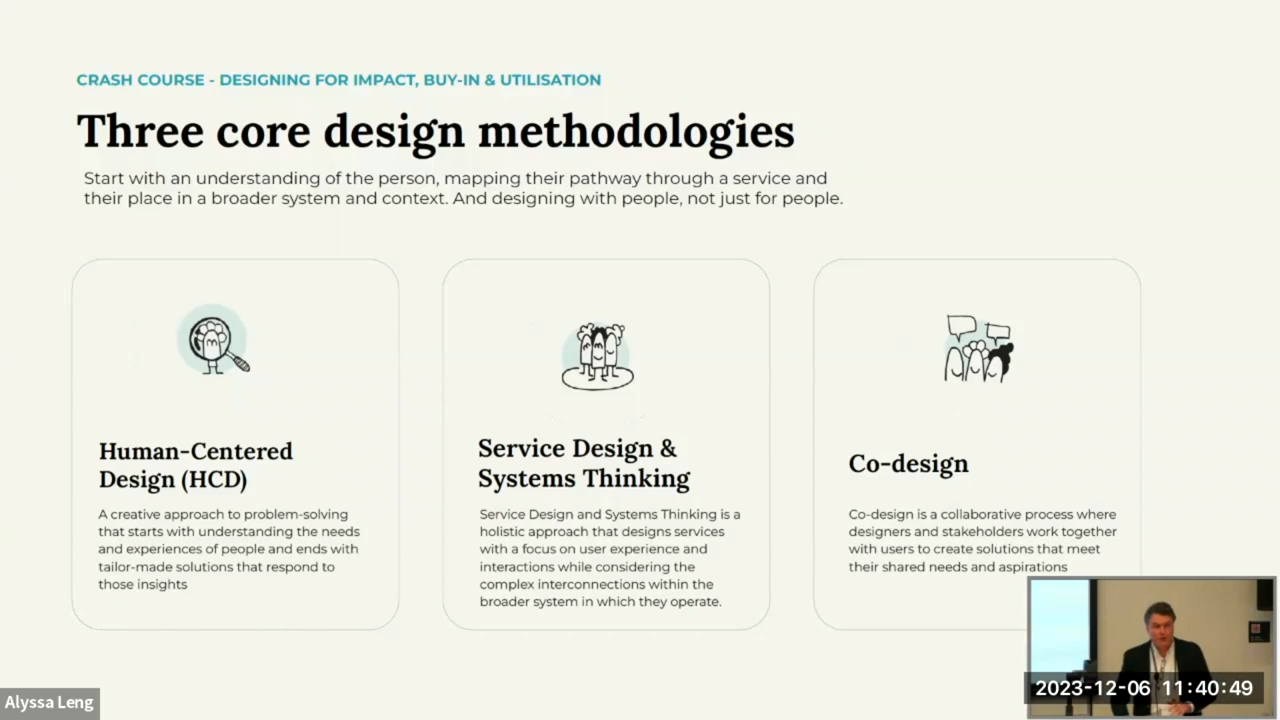 CRASH COURSE - DESIGNING FOR IMPACT, BUY-IN & UTILISATION
Three core design methodologies
Start with an understanding of the person, mapping their pathway through a service and
their place in a broader system and context. And designing with people, not just for people.
Human-Centered
Design (HCD)
A creative approach to problem-solving
that starts with understanding the needs
and experiences of people and ends with
tailor-made solutions that respond to
those insights
Service Design &
Systems Thinking
Service Design and Systems Thinking is a
holistic approach that designs services
with a focus on user experience and
interactions while considering the
complex interconnections within the
broader system in which they operate.
Co-design
Co-design is a collaborative process where
designers and stakeholders work together
with users to create solutions that meet
their shared needs and aspirations
2023-12-06 11:40:49
Alyssa Leng